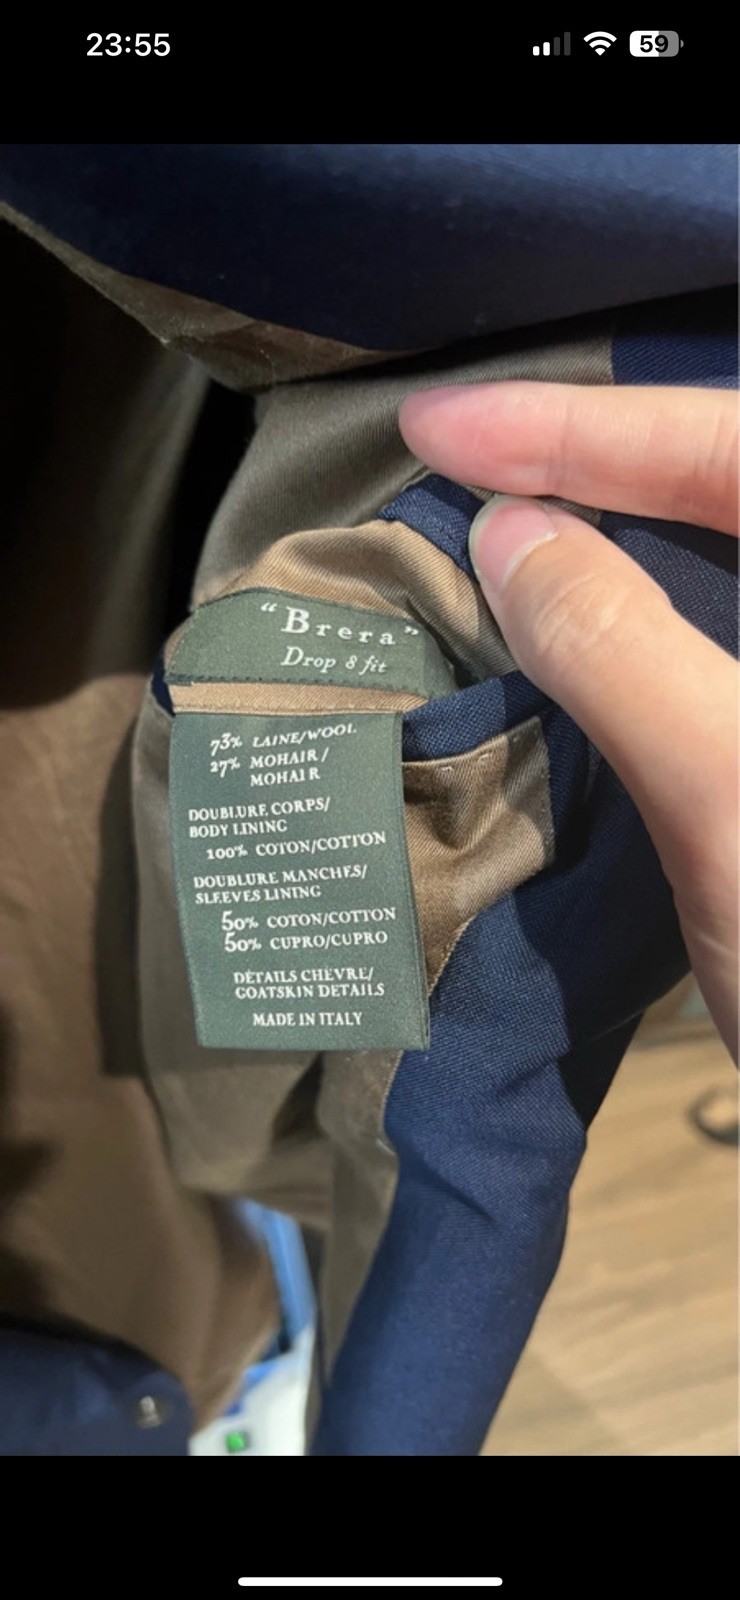 23:55
59
“Brera”
Drop 8 fit
73% LAINE/WOOL
27% MOHAIR/
MOHAIR
DOUBLURE CORPS/
BODY LINING
100% COTON/COTTON
DOUBLURE MANCHES/
SLEEVES LINING
50% COTON/COTTON
50% CUPRO/CUPRO
DÉTAILS CHÈVRE/
GOATSKIN DETAILS
MADE IN ITALY